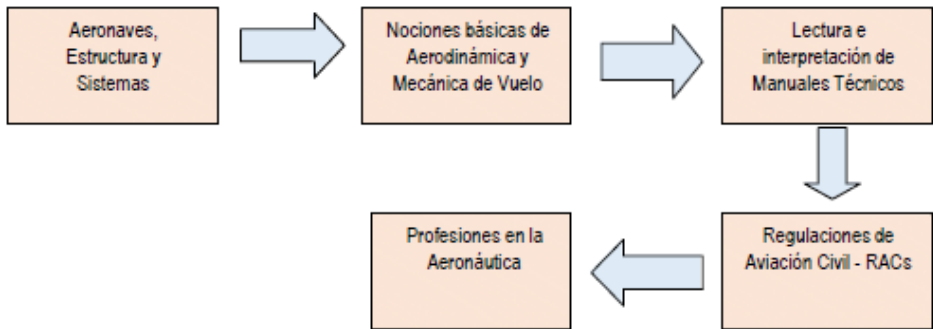 Aeronaves,
Estructura y
Sistemas
Nociones básicas de
Aerodinámica y
Mecánica de Vuelo
Lectura e
interpretación de
Manuales Técnicos
Regulaciones de
Aviación Civil - RACs
Profesiones en la
Aeronáutica